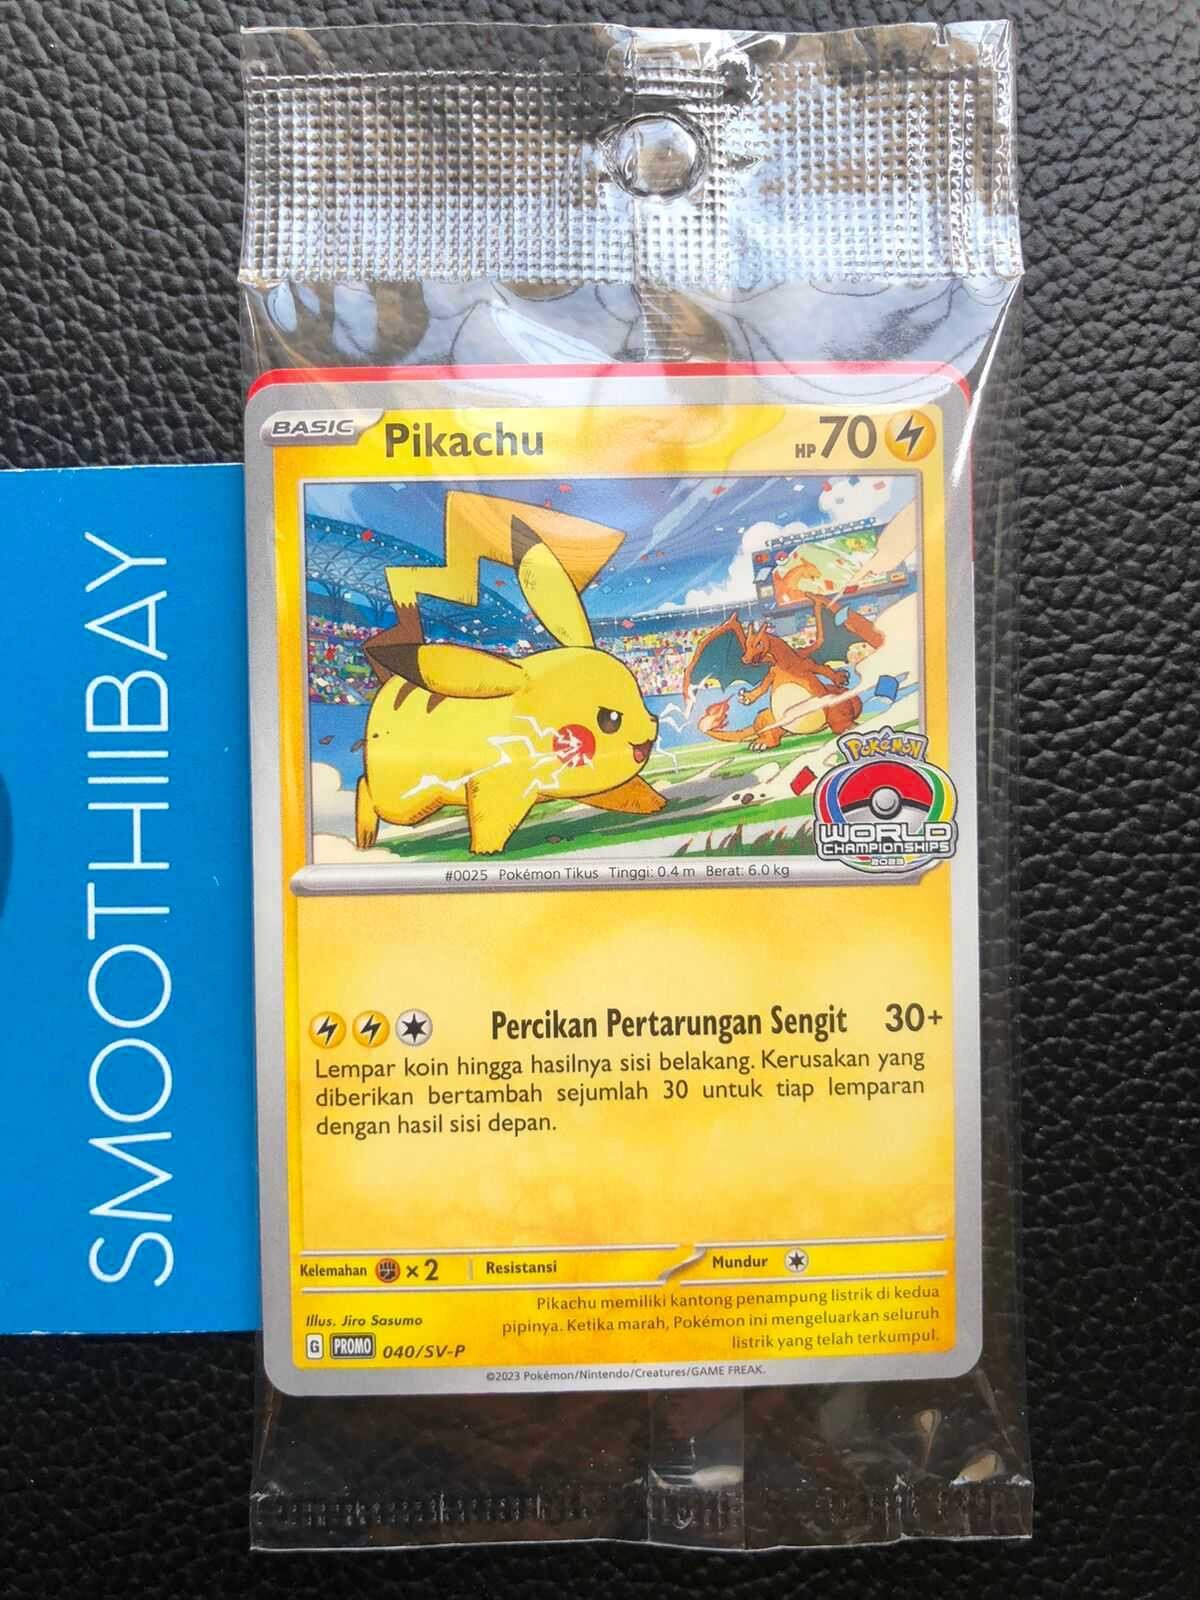 SMOOTHIBAY
BASIC Pikachu HP 70
POKéMON
WORLD
CHAMPIONSHIPS
2023
#0025 Pokémon Tikus Tinggi: 0.4 m Berat: 6.0 kg
Percikan Pertarungan Sengit 30+
Lempar koin hingga hasilnya sisi belakang. Kerusakan yang
diberikan bertambah sejumlah 30 untuk tiap lemparan
dengan hasil sisi depan.
Kelemahan ×2 Resistansi Mundur
Illus. Jiro Sasumo
G PROMO 040/SV-P
Pikachu memiliki kantong penampung listrik di kedua
pipinya. Ketika marah, Pokémon ini mengeluarkan seluruh
listrik yang telah terkumpul.
©2023 Pokémon/Nintendo/Creatures/GAME FREAK.